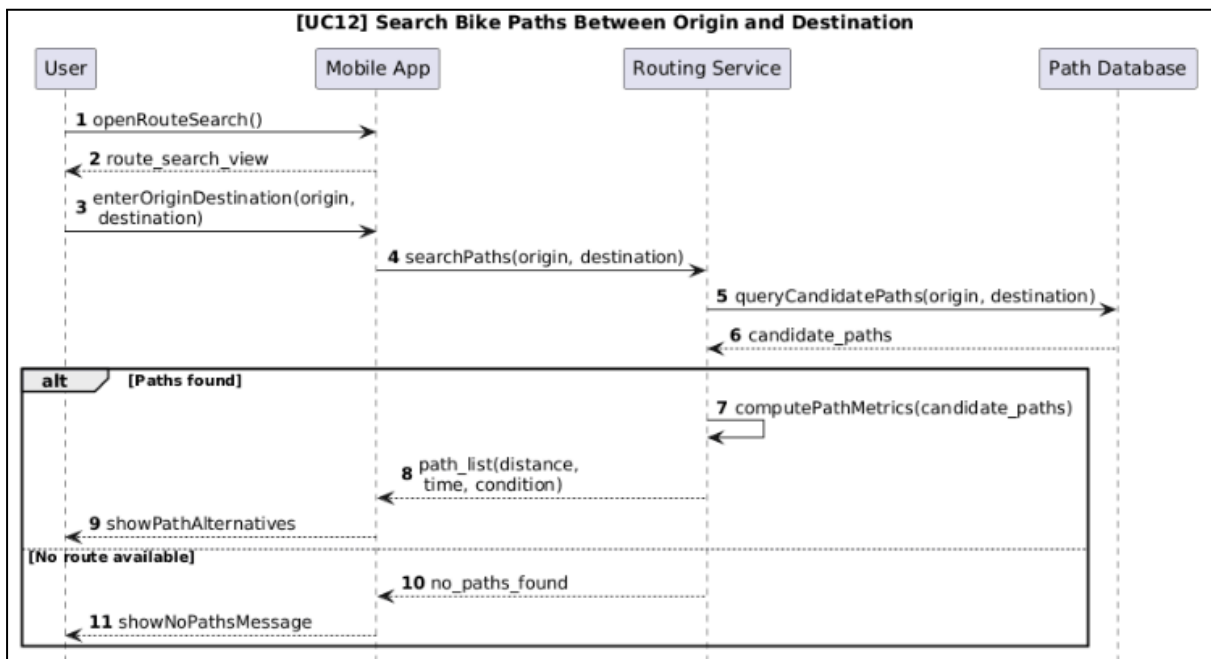 [UC12] Search Bike Paths Between Origin and Destination
User
Mobile App
Routing Service
Path Database
1 openRouteSearch()
2 route_search_view
3 enterOriginDestination(origin,
destination)
4 searchPaths(origin, destination)
5 queryCandidatePaths(origin, destination)
6 candidate_paths
alt [Paths found]
7 computePathMetrics(candidate_paths)
8 path_list(distance,
time, condition)
9 showPathAlternatives
[No route available]
10 no_paths_found
11 showNoPathsMessage